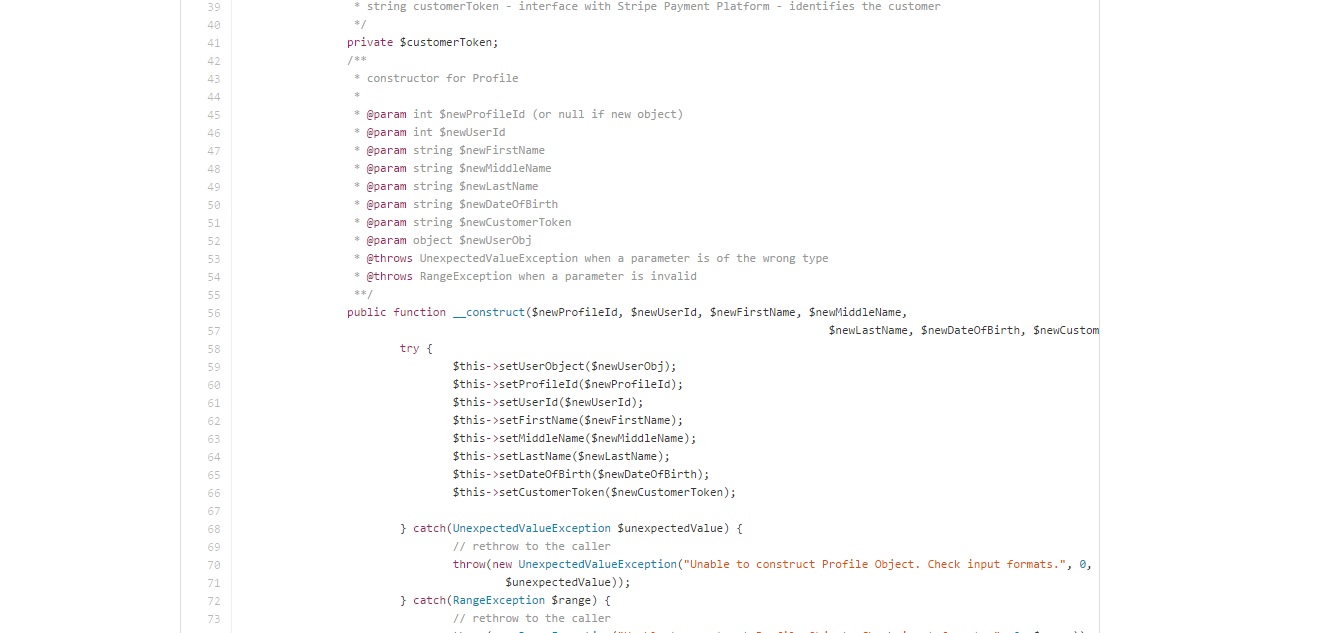 39 * string customerToken - interface with Stripe Payment Platform - identifies the customer
40 */
41 private $customerToken;
42 /**
43 * constructor for Profile
44 *
45 * @param int $newProfileId (or null if new object)
46 * @param int $newUserId
47 * @param string $newFirstName
48 * @param string $newMiddleName
49 * @param string $newLastName
50 * @param string $newDateOfBirth
51 * @param string $newCustomerToken
52 * @param object $newUserObj
53 * @throws UnexpectedValueException when a parameter is of the wrong type
54 * @throws RangeException when a parameter is invalid
55 **/
56 public function __construct($newProfileId, $newUserId, $newFirstName, $newMiddleName,
57 $newLastName, $newDateOfBirth, $newCustom
58 try {
59 $this->setUserObject($newUserObj);
60 $this->setProfileId($newProfileId);
61 $this->setUserId($newUserId);
62 $this->setFirstName($newFirstName);
63 $this->setMiddleName($newMiddleName);
64 $this->setLastName($newLastName);
65 $this->setDateOfBirth($newDateOfBirth);
66 $this->setCustomerToken($newCustomerToken);
67
68 } catch(UnexpectedValueException $unexpectedValue) {
69 // rethrow to the caller
70 throw(new UnexpectedValueException("Unable to construct Profile Object. Check input formats.", 0,
71 $unexpectedValue));
72 } catch(RangeException $range) {
73 // rethrow to the caller